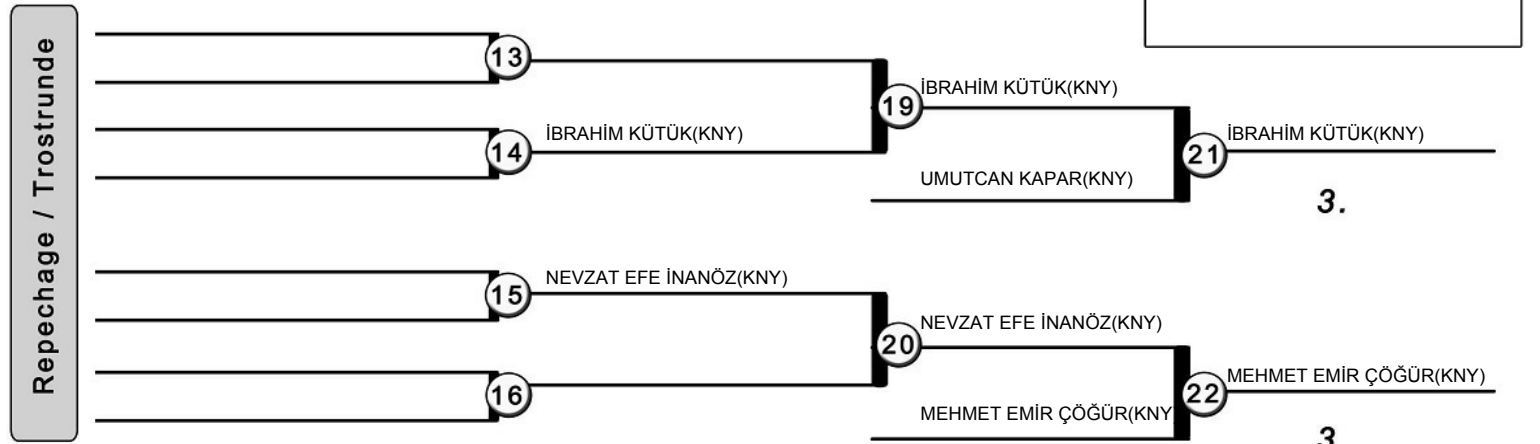 Repechage / Trostrunde
13
14
İBRAHİM KÜTÜK(KNY)
19
İBRAHİM KÜTÜK(KNY)
UMUTCAN KAPAR(KNY)
21
İBRAHİM KÜTÜK(KNY)
3.
15
NEVZAT EFE İNANÖZ(KNY)
16
20
NEVZAT EFE İNANÖZ(KNY)
MEHMET EMİR ÇÖĞÜR(KNY
22
MEHMET EMİR ÇÖĞÜR(KNY)
3